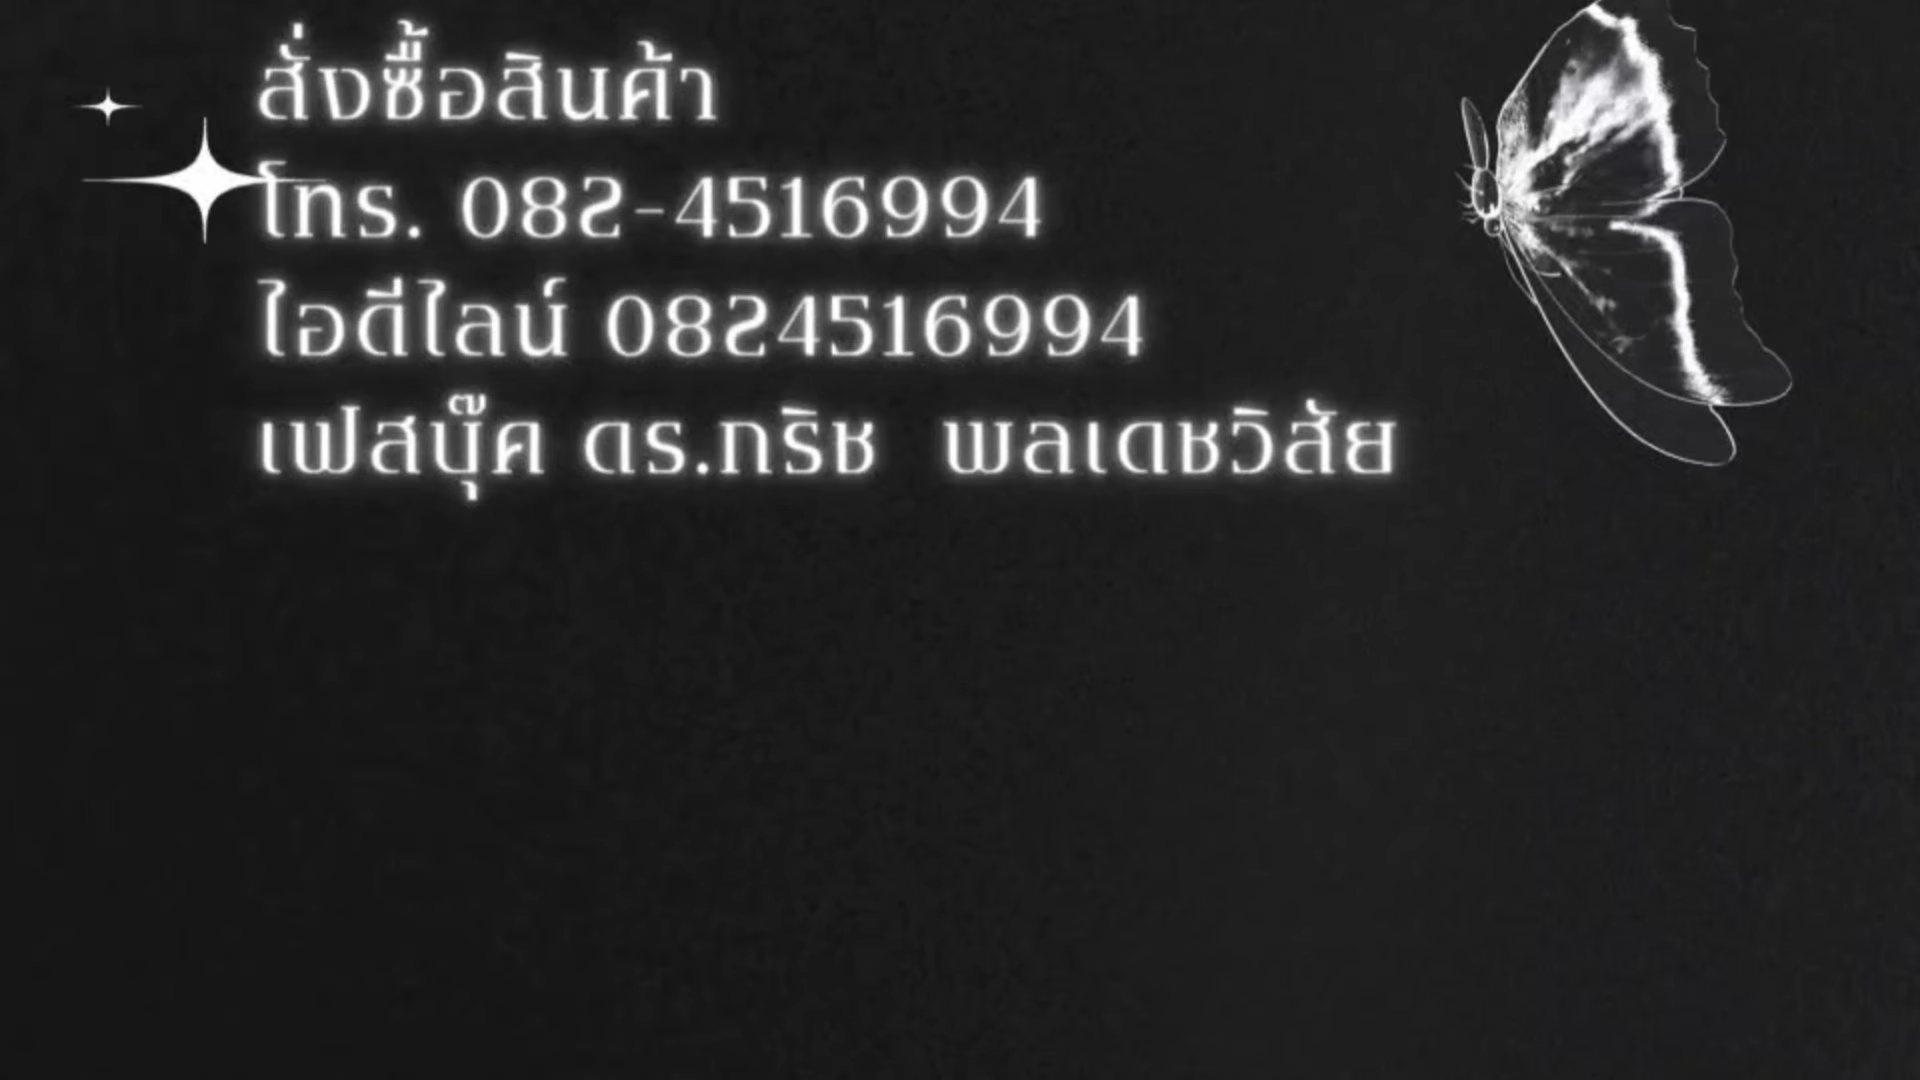 สั่งซื้อสินค้า
โทร. 082-4516994
ไอดีไลน์ 0824516994
เฟสบุ๊ค ดร.กริช พลเดชวิสัย